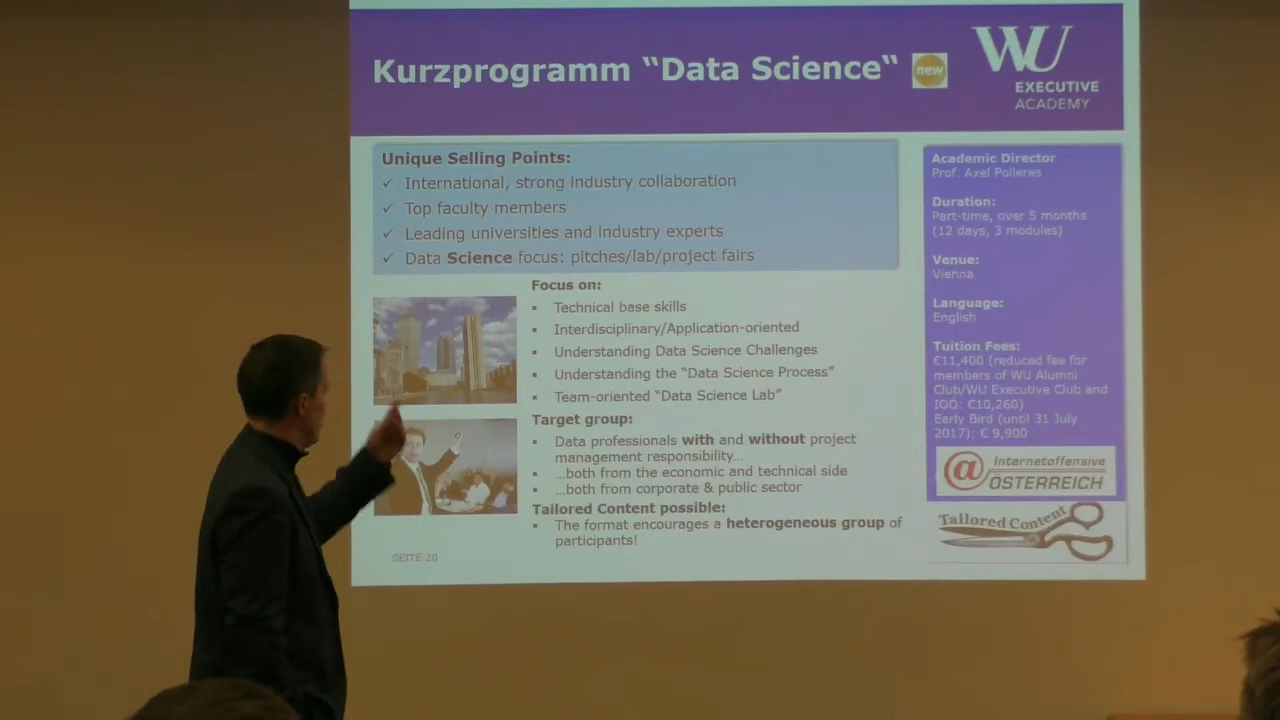 Kurzprogramm “Data Science“
new
WU
EXECUTIVE
ACADEMY
Unique Selling Points:
✓ International, strong industry collaboration
✓ Top faculty members
✓ Leading universities and industry experts
✓ Data Science focus: pitches/lab/project fairs
Focus on:
▪ Technical base skills
▪ Interdisciplinary/Application-oriented
▪ Understanding Data Science Challenges
▪ Understanding the “Data Science Process”
▪ Team-oriented “Data Science Lab”
Target group:
▪ Data professionals with and without project
management responsibility…
▪ …both from the economic and technical side
▪ …both from corporate & public sector
Tailored Content possible:
▪ The format encourages a heterogeneous group of
participants!
SEITE 20
Academic Director
Prof. Axel Polleres
Duration:
Part-time, over 5 months
(12 days, 3 modules)
Venue:
Vienna
Language:
English
Tuition Fees:
€11,400 (reduced fee for
members of WU Alumni
Club/WU Executive Club and
IOÖ: €10,260)
Early Bird (until 31 July
2017): € 9,900
@ Internetoffensive
ÖSTERREICH
Tailored Content